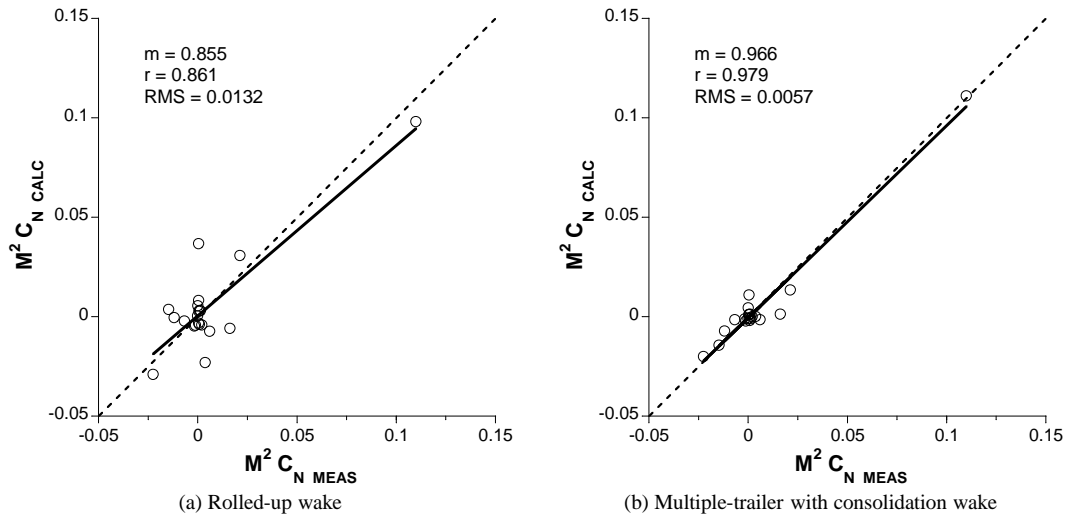 0.15
m = 0.855
r = 0.861
RMS = 0.0132
0.1
0.05
0
-0.05
M² C_N CALC
-0.05
0
0.05
0.1
0.15
M² C_N MEAS
(a) Rolled-up wake
0.15
m = 0.966
r = 0.979
RMS = 0.0057
0.1
0.05
0
-0.05
M² C_N CALC
-0.05
0
0.05
0.1
0.15
M² C_N MEAS
(b) Multiple-trailer with consolidation wake